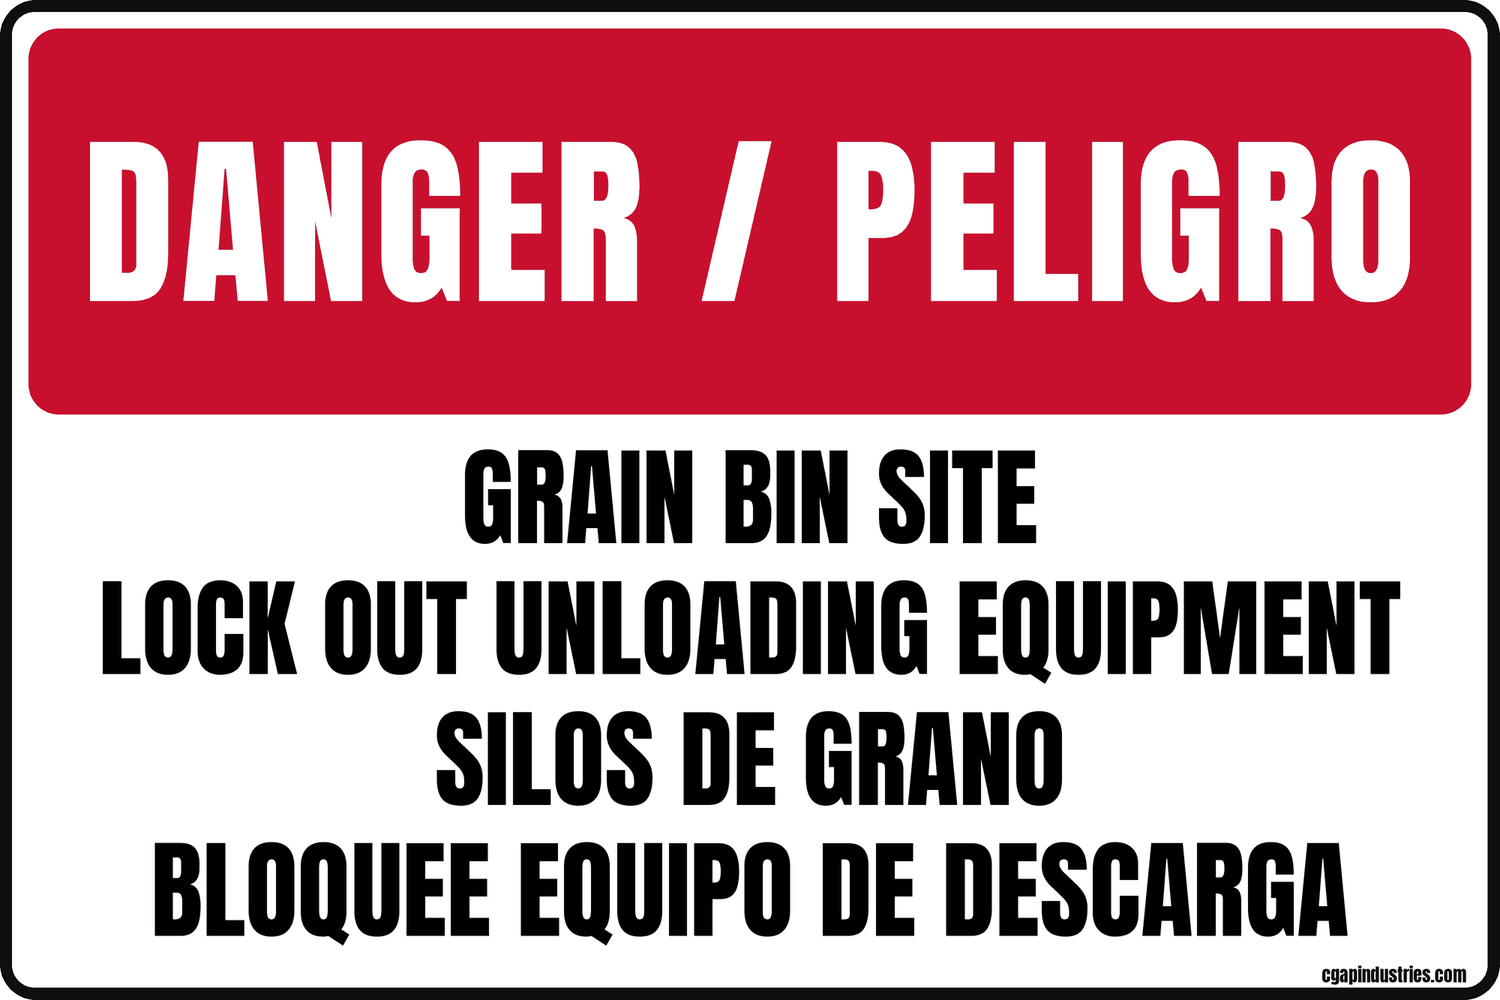 DANGER / PELIGRO
GRAIN BIN SITE
LOCK OUT UNLOADING EQUIPMENT
SILOS DE GRANO
BLOQUEE EQUIPO DE DESCARGA
cgapindustries.com